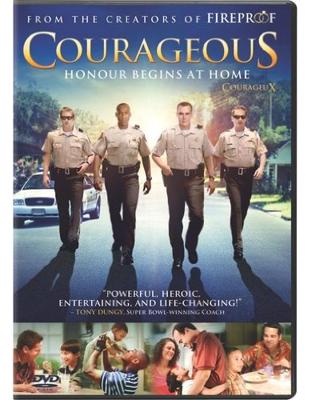 FROM THE CREATORS OF FIREPROOF
COURAGEOUS
HONOUR BEGINS AT HOME
COURAGEUX
"POWERFUL, HEROIC,
ENTERTAINING, AND LIFE-CHANGING!"
– TONY DUNGY, SUPER BOWL-WINNING COACH
DVD